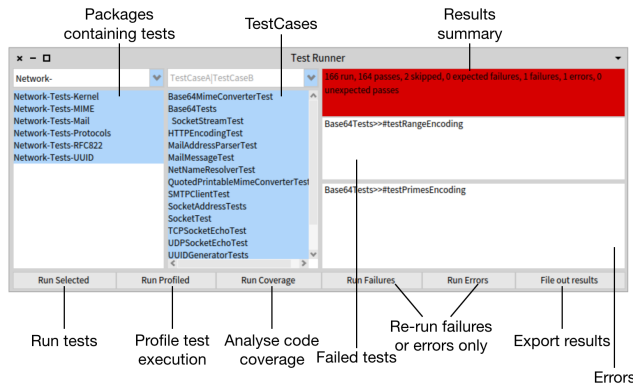 Packages
containing tests
TestCases
Results
summary
Test Runner
Network-
TestCaseA|TestCaseB
166 run, 164 passes, 2 skipped, 0 expected failures, 1 failures, 1 errors, 0
unexpected passes
Network-Tests-Kernel
Network-Tests-MIME
Network-Tests-Mail
Network-Tests-Protocols
Network-Tests-RFC822
Network-Tests-UUID
Base64MimeConverterTest
Base64Tests
SocketStreamTest
HTTPEncodingTest
MailAddressParserTest
MailMessageTest
NetNameResolverTest
QuotedPrintableMimeConverterTest
SMTPClientTest
SocketAddressTests
SocketTest
TCPSocketEchoTest
UDPSocketEchoTest
UUIDGeneratorTests
Base64Tests>>#testRangeEncoding
Base64Tests>>#testPrimesEncoding
Run Selected
Run Profiled
Run Coverage
Run Failures
Run Errors
File out results
Run tests
Profile test
execution
Analyse code
coverage
Failed tests
Re-run failures
or errors only
Export results
Errors